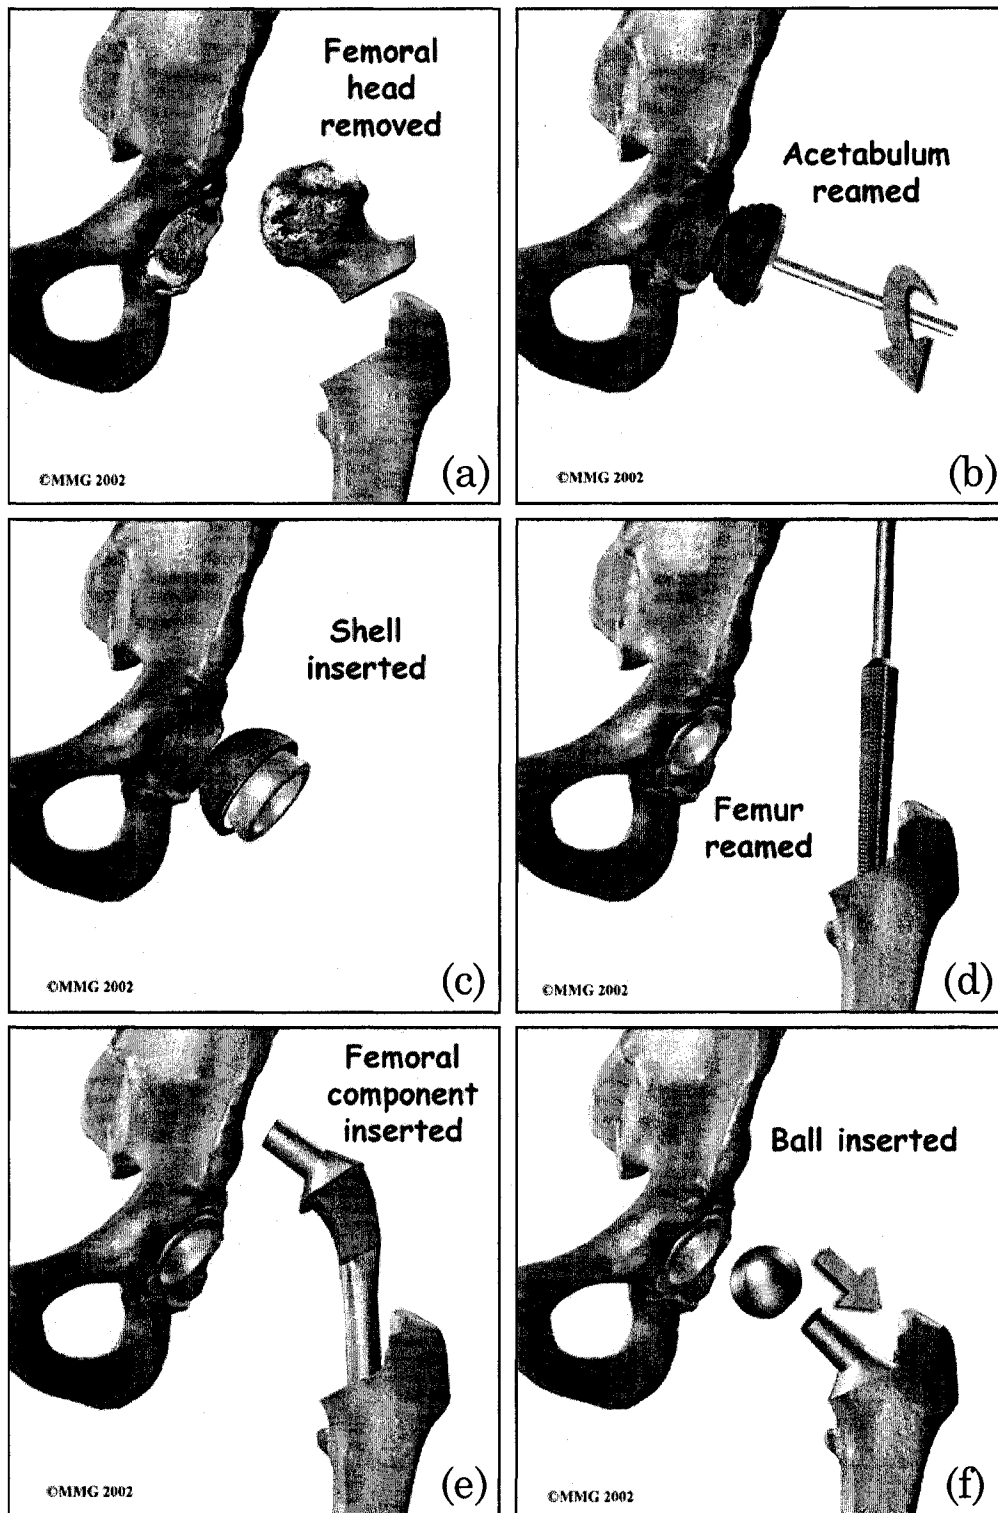 Femoral
head
removed
©MMG 2002
(a)
Acetabulum
reamed
©MMG 2002
(b)
Shell
inserted
©MMG 2002
(c)
Femur
reamed
©MMG 2002
(d)
Femoral
component
inserted
©MMG 2002
(e)
Ball inserted
©MMG 2002
(f)